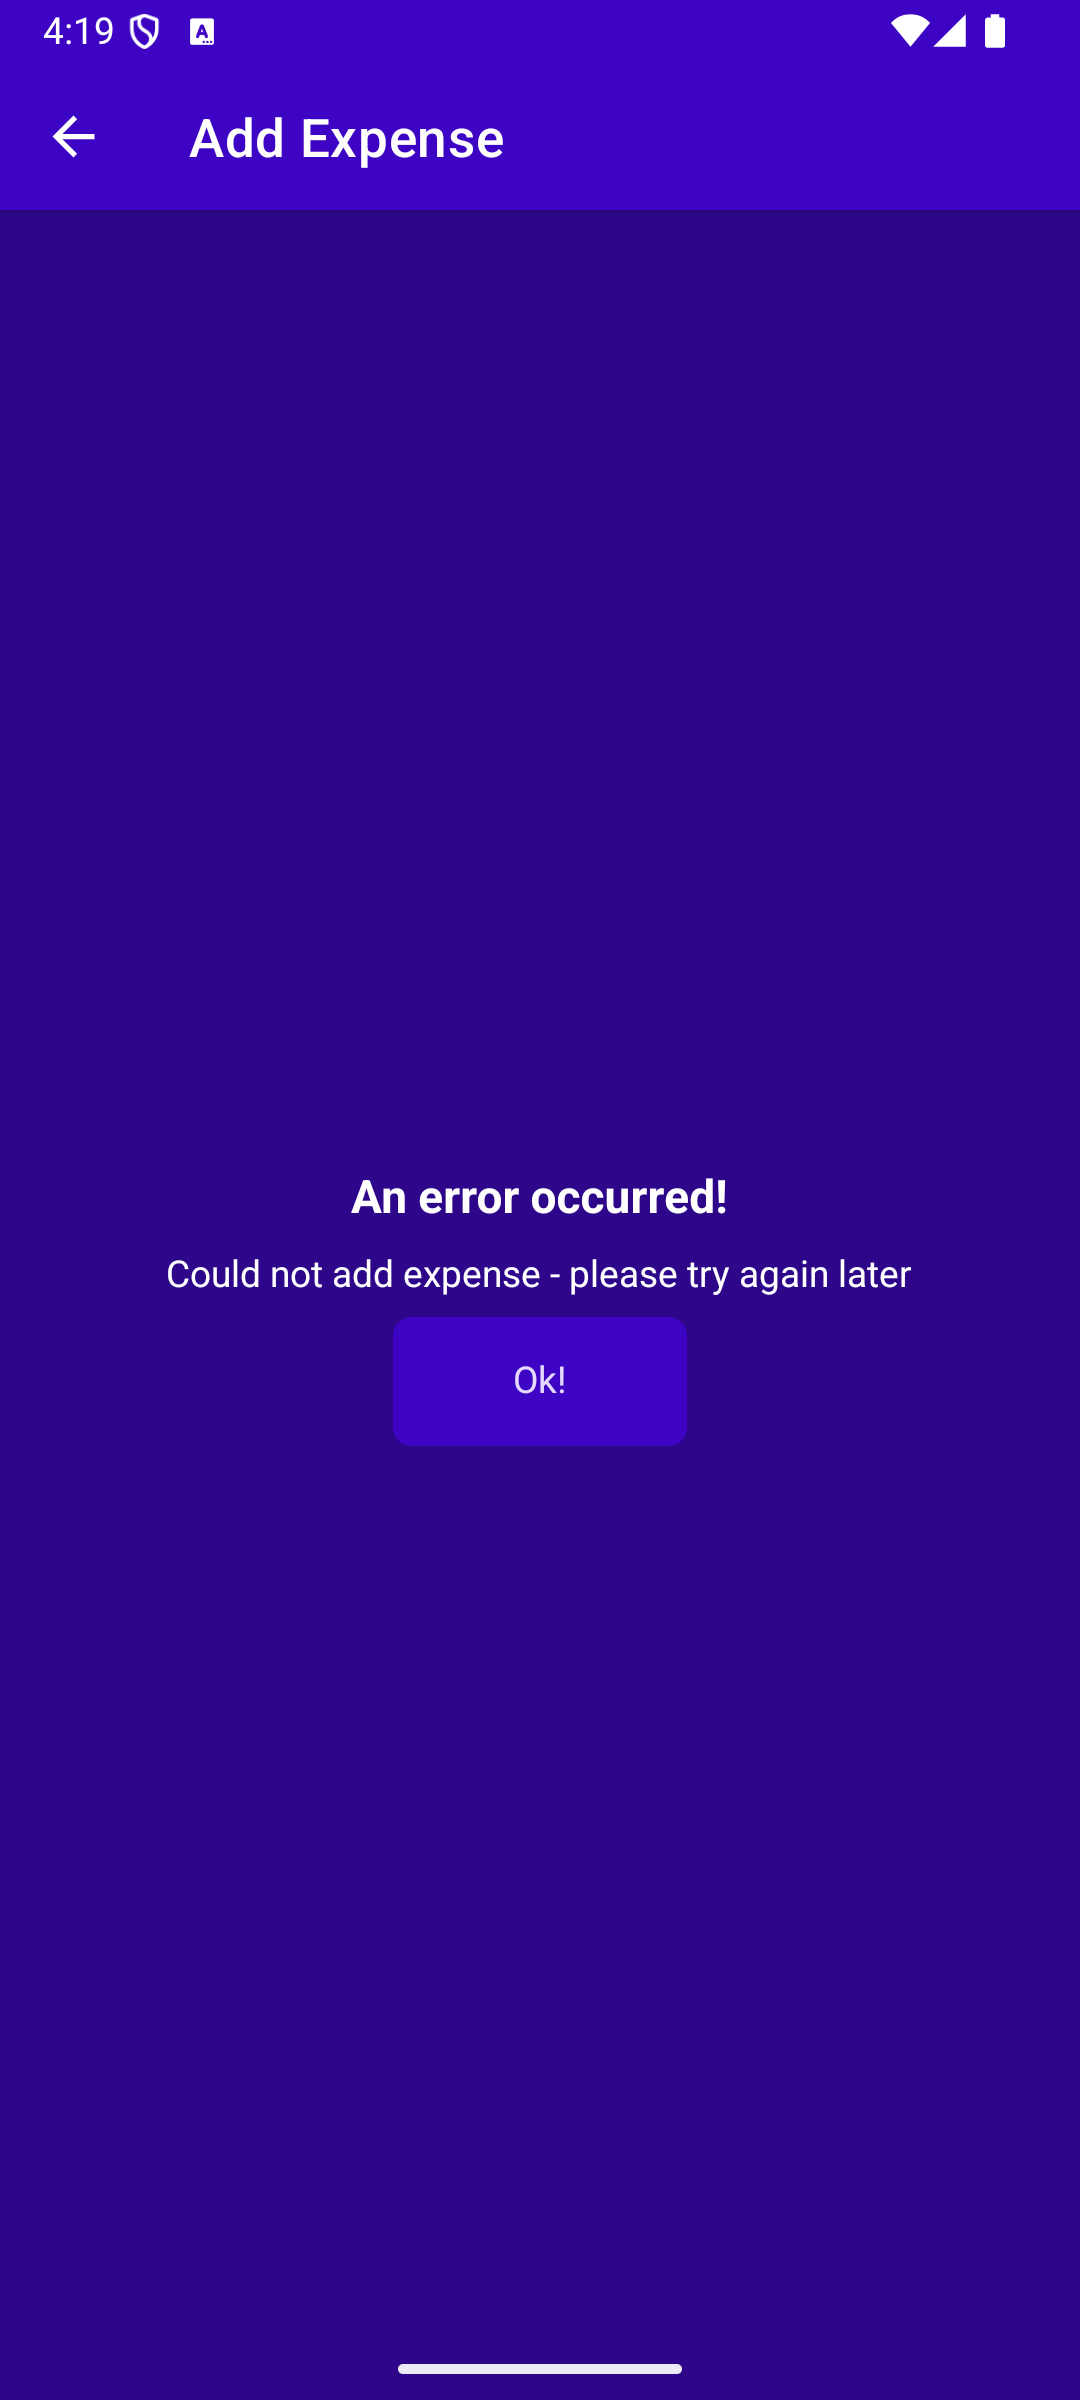 4:19
Add Expense
An error occurred!
Could not add expense - please try again later
Ok!